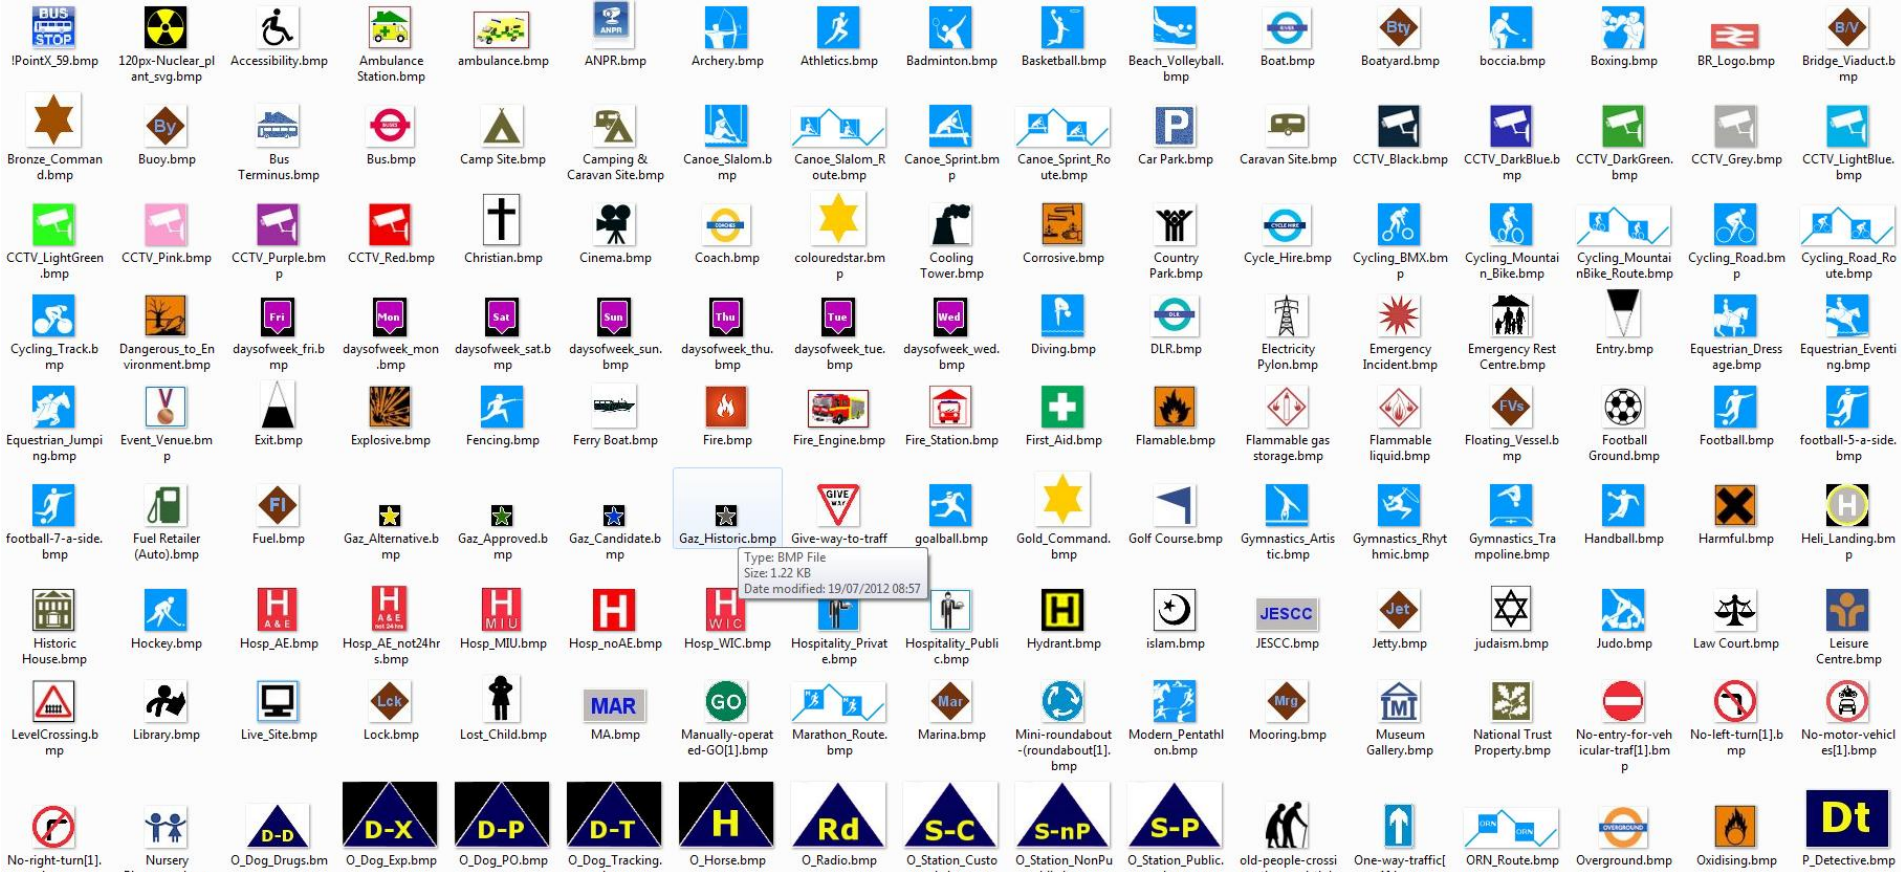 BUS
STOP
ANPR
Bty
B/V
!PointX_59.bmp 120px-Nuclear_pl Accessibility.bmp Ambulance ambulance.bmp ANPR.bmp Archery.bmp Athletics.bmp Badminton.bmp Basketball.bmp Beach_Volleyball. Boat.bmp Boatyard.bmp boccia.bmp Boxing.bmp BR_Logo.bmp Bridge_Viaduct.b
ant_svg.bmp Station.bmp bmp mp
By BUSES P
Bronze_Comman Buoy.bmp Bus Bus.bmp Camp Site.bmp Camping & Canoe_Slalom.b Canoe_Slalom_R Canoe_Sprint.bm Canoe_Sprint_Ro Car Park.bmp Caravan Site.bmp CCTV_Black.bmp CCTV_DarkBlue.b CCTV_DarkGreen. CCTV_Grey.bmp CCTV_LightBlue.
d.bmp Terminus.bmp Caravan Site.bmp mp oute.bmp p ute.bmp mp bmp bmp
COACHES CYCLE HIRE
CCTV_LightGreen CCTV_Pink.bmp CCTV_Purple.bm CCTV_Red.bmp Christian.bmp Cinema.bmp Coach.bmp colouredstar.bm Cooling Corrosive.bmp Country Cycle_Hire.bmp Cycling_BMX.bm Cycling_Mountai Cycling_Mountai Cycling_Road.bm Cycling_Road_Ro
.bmp p p Tower.bmp Park.bmp p n_Bike.bmp nBike_Route.bmp p ute.bmp
Fri Mon Sat Sun Thu Tue Wed DLR
Cycling_Track.b Dangerous_to_En daysofweek_fri.b daysofweek_mon daysofweek_sat.b daysofweek_sun. daysofweek_thu. daysofweek_tue. daysofweek_wed. Diving.bmp DLR.bmp Electricity Emergency Emergency Rest Entry.bmp Equestrian_Dress Equestrian_Eventi
mp vironment.bmp mp .bmp mp bmp bmp bmp bmp Pylon.bmp Incident.bmp Centre.bmp age.bmp ng.bmp
FVs
Equestrian_Jumpi Event_Venue.bm Exit.bmp Explosive.bmp Fencing.bmp Ferry Boat.bmp Fire.bmp Fire_Engine.bmp Fire_Station.bmp First_Aid.bmp Flamable.bmp Flammable gas Flammable Floating_Vessel.b Football Football.bmp football-5-a-side.
ng.bmp p storage.bmp liquid.bmp mp Ground.bmp bmp
Fl GIVE WAY H
football-7-a-side. Fuel Retailer Fuel.bmp Gaz_Alternative.b Gaz_Approved.b Gaz_Candidate.b Gaz_Historic.bmp Give-way-to-traff goalball.bmp Gold_Command. Golf Course.bmp Gymnastics_Artis Gymnastics_Rhyt Gymnastics_Tra Handball.bmp Harmful.bmp Heli_Landing.bm
bmp (Auto).bmp mp mp mp bmp tic.bmp hmic.bmp mpoline.bmp p
Type: BMP File
Size: 1.22 KB
Date modified: 19/07/2012 08:57
H A&E H A&E not 24 hrs H MIU H H WIC H JESCC Jet
Historic Hockey.bmp Hosp_AE.bmp Hosp_AE_not24hr Hosp_MIU.bmp Hosp_noAE.bmp Hosp_WIC.bmp Hospitality_Privat Hospitality_Publi Hydrant.bmp islam.bmp JESCC.bmp Jetty.bmp judaism.bmp Judo.bmp Law Court.bmp Leisure
House.bmp s.bmp e.bmp c.bmp Centre.bmp
Lck MAR GO M M Mar Mrg M
LevelCrossing.b Library.bmp Live_Site.bmp Lock.bmp Lost_Child.bmp MA.bmp Manually-operat Marathon_Route. Marina.bmp Mini-roundabout Modern_Pentathl Mooring.bmp Museum National Trust No-entry-for-veh No-left-turn[1].b No-motor-vehicl
mp ed-GO[1].bmp bmp -(roundabout[1]. on.bmp Gallery.bmp Property.bmp icular-traf[1].bm mp es[1].bmp
bmp p
D-D D-X D-P D-T H Rd S-C S-nP S-P ORN ORN OVERGROUND Dt
No-right-turn[1]. Nursery O_Dog_Drugs.bm O_Dog_Exp.bmp O_Dog_PO.bmp O_Dog_Tracking. O_Horse.bmp O_Radio.bmp O_Station_Custo O_Station_NonPu O_Station_Public. old-people-crossi One-way-traffic[ ORN_Route.bmp Overground.bmp Oxidising.bmp P_Detective.bmp